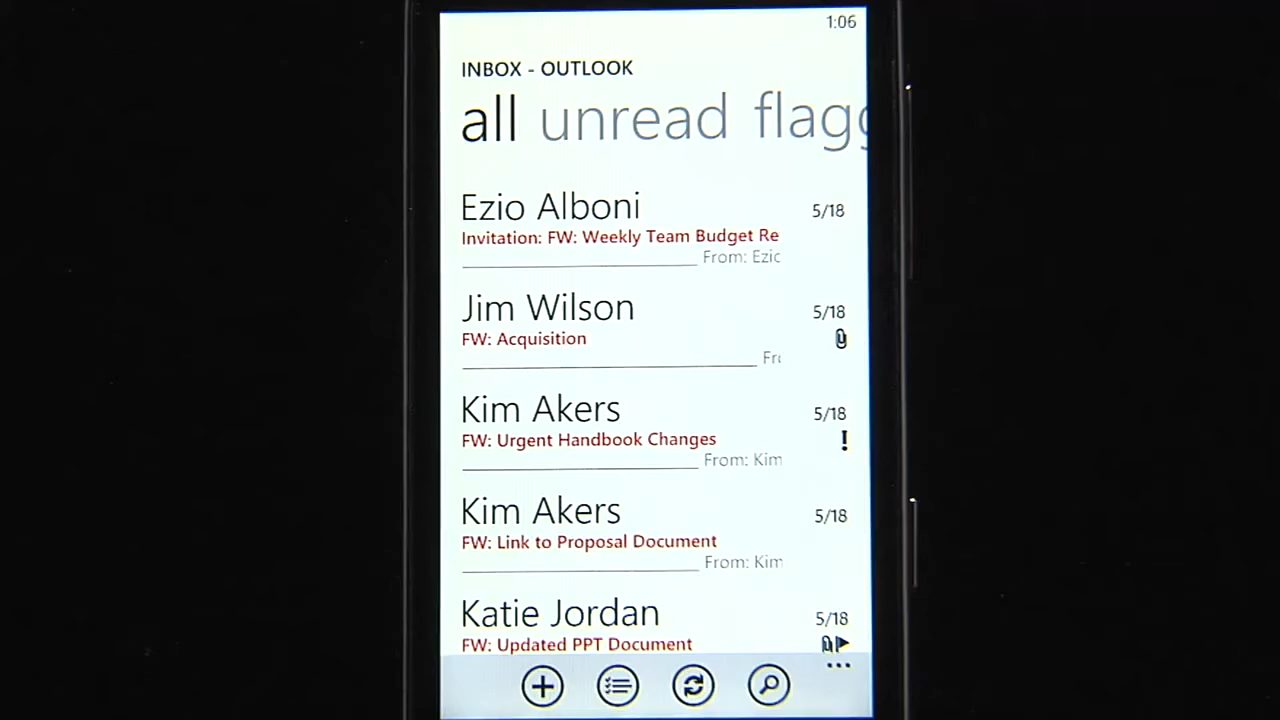 1:06
INBOX - OUTLOOK
all unread flagg
Ezio Alboni 5/18
Invitation: FW: Weekly Team Budget Re
From: Ezic
Jim Wilson 5/18
FW: Acquisition
Fro
Kim Akers 5/18
FW: Urgent Handbook Changes !
From: Kim
Kim Akers 5/18
FW: Link to Proposal Document
From: Kim
Katie Jordan 5/18
FW: Updated PPT Document